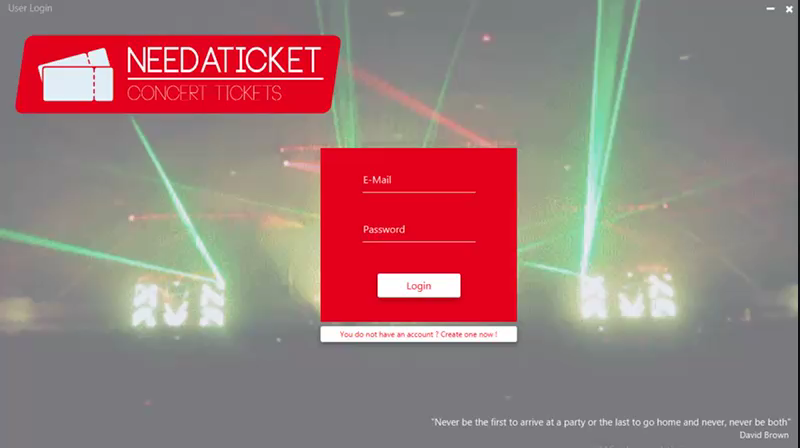 User Login
NEEDATICKET
CONCERT TICKETS
E-Mail
Password
Login
You do not have an account ? Create one now !
"Never be the first to arrive at a party or the last to go home and never, never be both"
David Brown